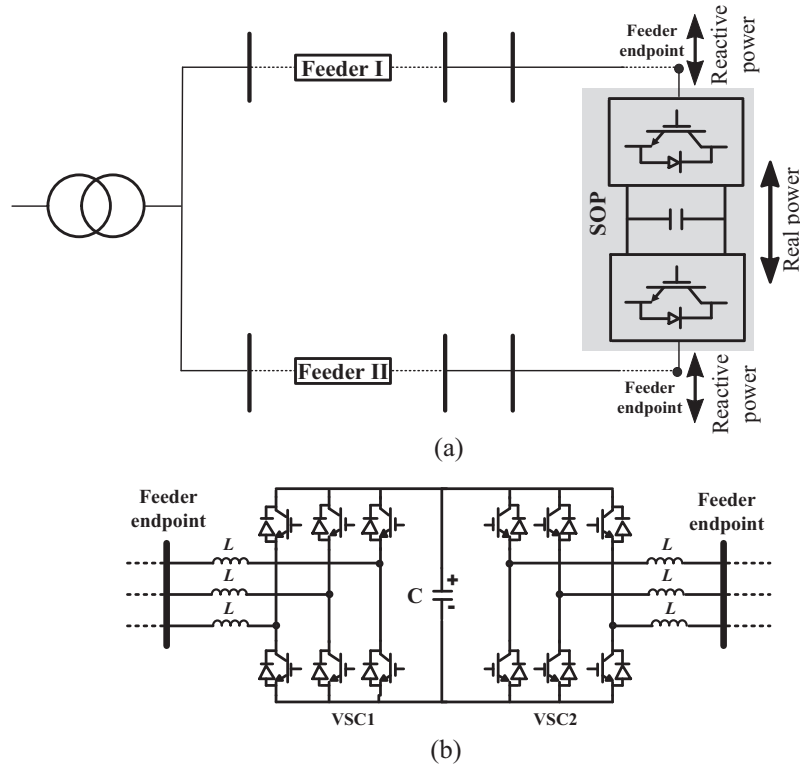 Feeder
endpoint
Reactive
power
Feeder I
SOP
Real power
Feeder II
Feeder
endpoint
Reactive
power
(a)
Feeder
endpoint
Feeder
endpoint
L
L
L
C
+
-
L
L
L
VSC1
VSC2
(b)